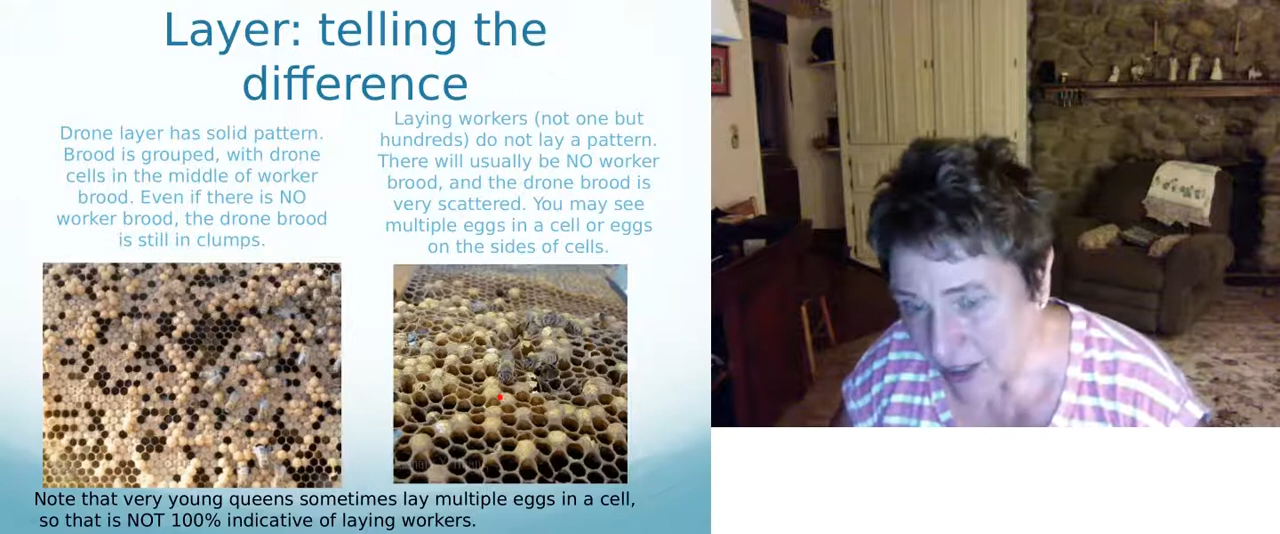 Layer: telling the
difference
Drone layer has solid pattern.
Brood is grouped, with drone
cells in the middle of worker
brood. Even if there is NO
worker brood, the drone brood
is still in clumps.
Laying workers (not one but
hundreds) do not lay a pattern.
There will usually be NO worker
brood, and the drone brood is
very scattered. You may see
multiple eggs in a cell or eggs
on the sides of cells.
Note that very young queens sometimes lay multiple eggs in a cell,
so that is NOT 100% indicative of laying workers.